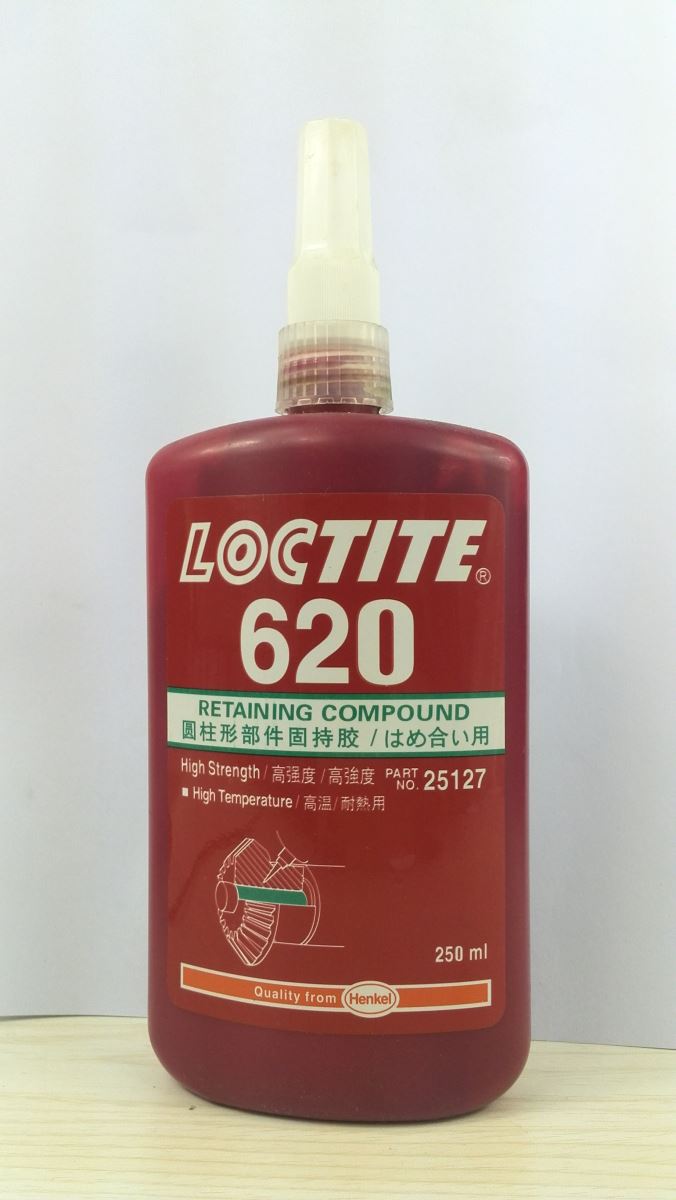 LOCTITE®
620
RETAINING COMPOUND
圆柱形部件固持胶 / はめ合い用
High Strength / 高强度 / 高強度 PART NO. 25127
■ High Temperature / 高温 / 耐熱用
250 ml
Quality from Henkel